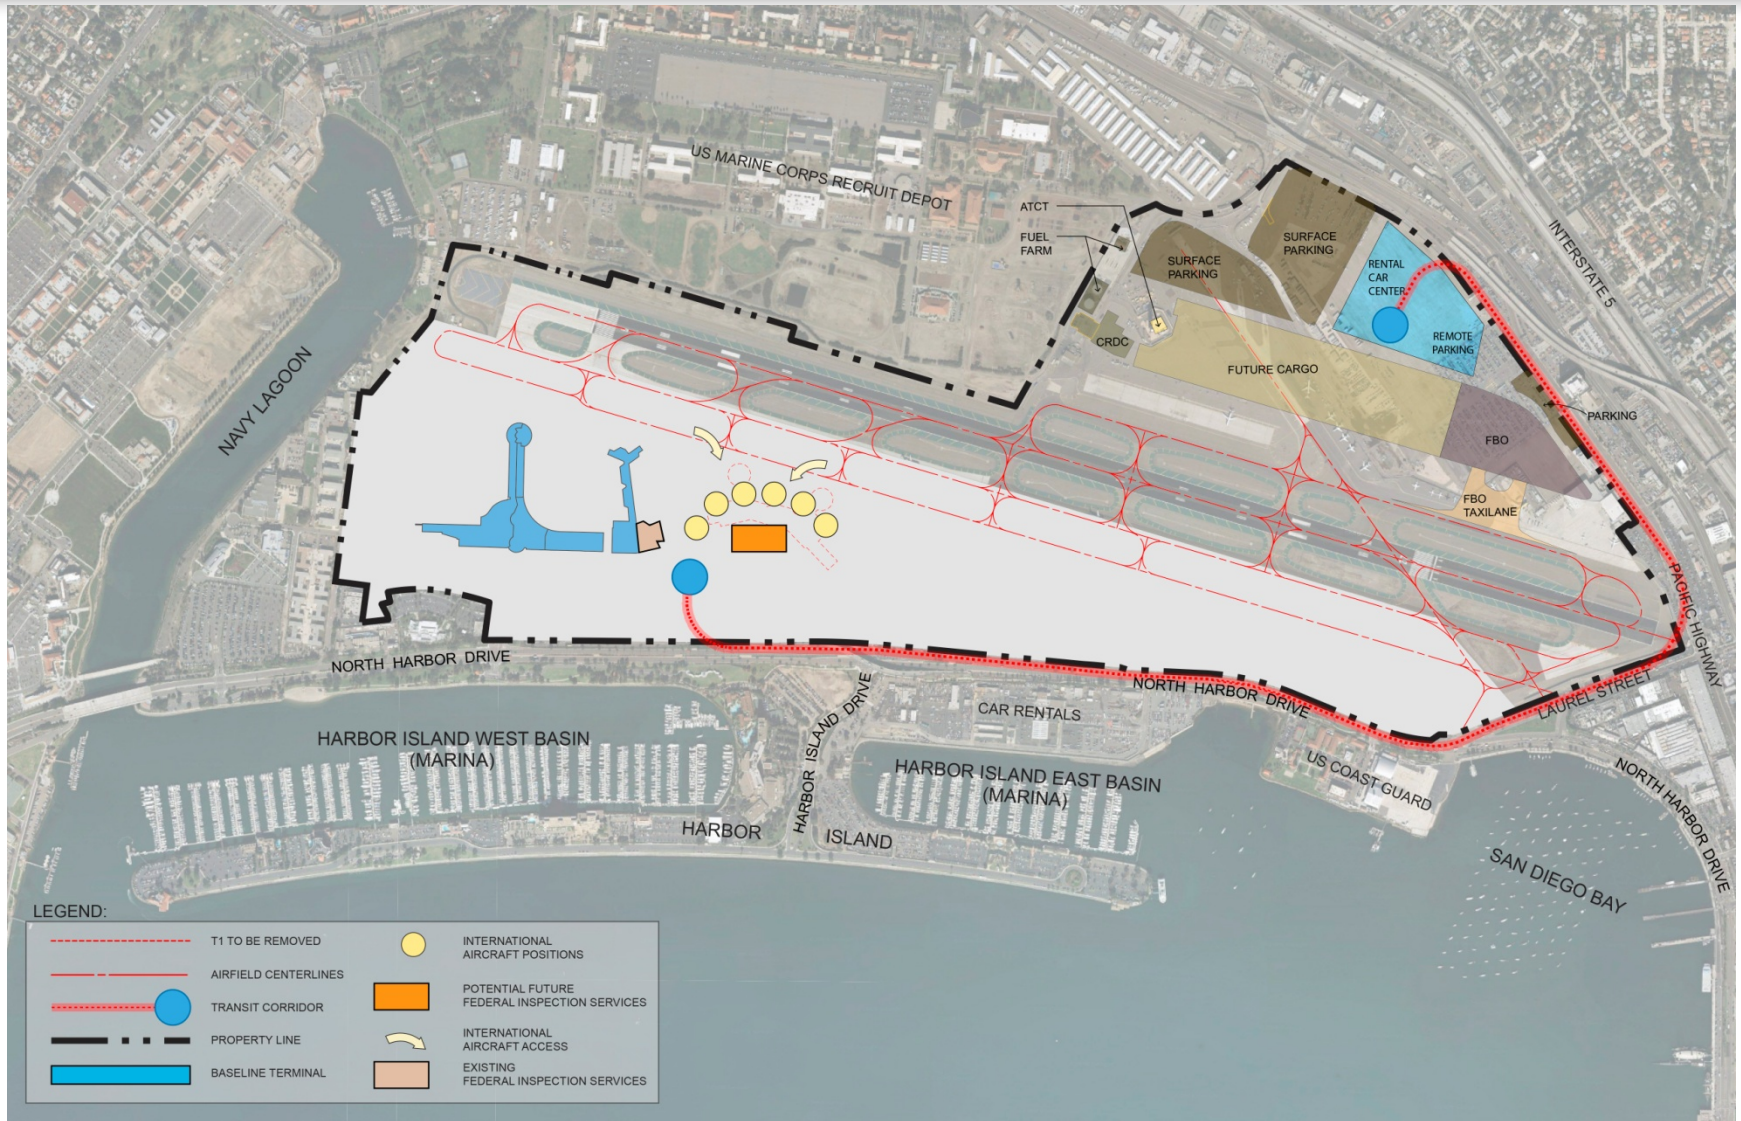 US MARINE CORPS RECRUIT DEPOT
ATCT
FUEL
FARM
SURFACE
PARKING
SURFACE
PARKING
RENTAL
CAR
CENTER
REMOTE
PARKING
INTERSTATE 5
CRDC
FUTURE CARGO
PARKING
FBO
FBO
TAXILANE
NAVY LAGOON
PACIFIC HIGHWAY
LAUREL STREET
NORTH HARBOR DRIVE
NORTH HARBOR DRIVE
CAR RENTALS
HARBOR ISLAND DRIVE
HARBOR ISLAND WEST BASIN
(MARINA)
HARBOR ISLAND EAST BASIN
(MARINA)
US COAST GUARD
NORTH HARBOR DRIVE
HARBOR ISLAND
SAN DIEGO BAY
LEGEND:
T1 TO BE REMOVED
AIRFIELD CENTERLINES
TRANSIT CORRIDOR
PROPERTY LINE
BASELINE TERMINAL
INTERNATIONAL
AIRCRAFT POSITIONS
POTENTIAL FUTURE
FEDERAL INSPECTION SERVICES
INTERNATIONAL
AIRCRAFT ACCESS
EXISTING
FEDERAL INSPECTION SERVICES